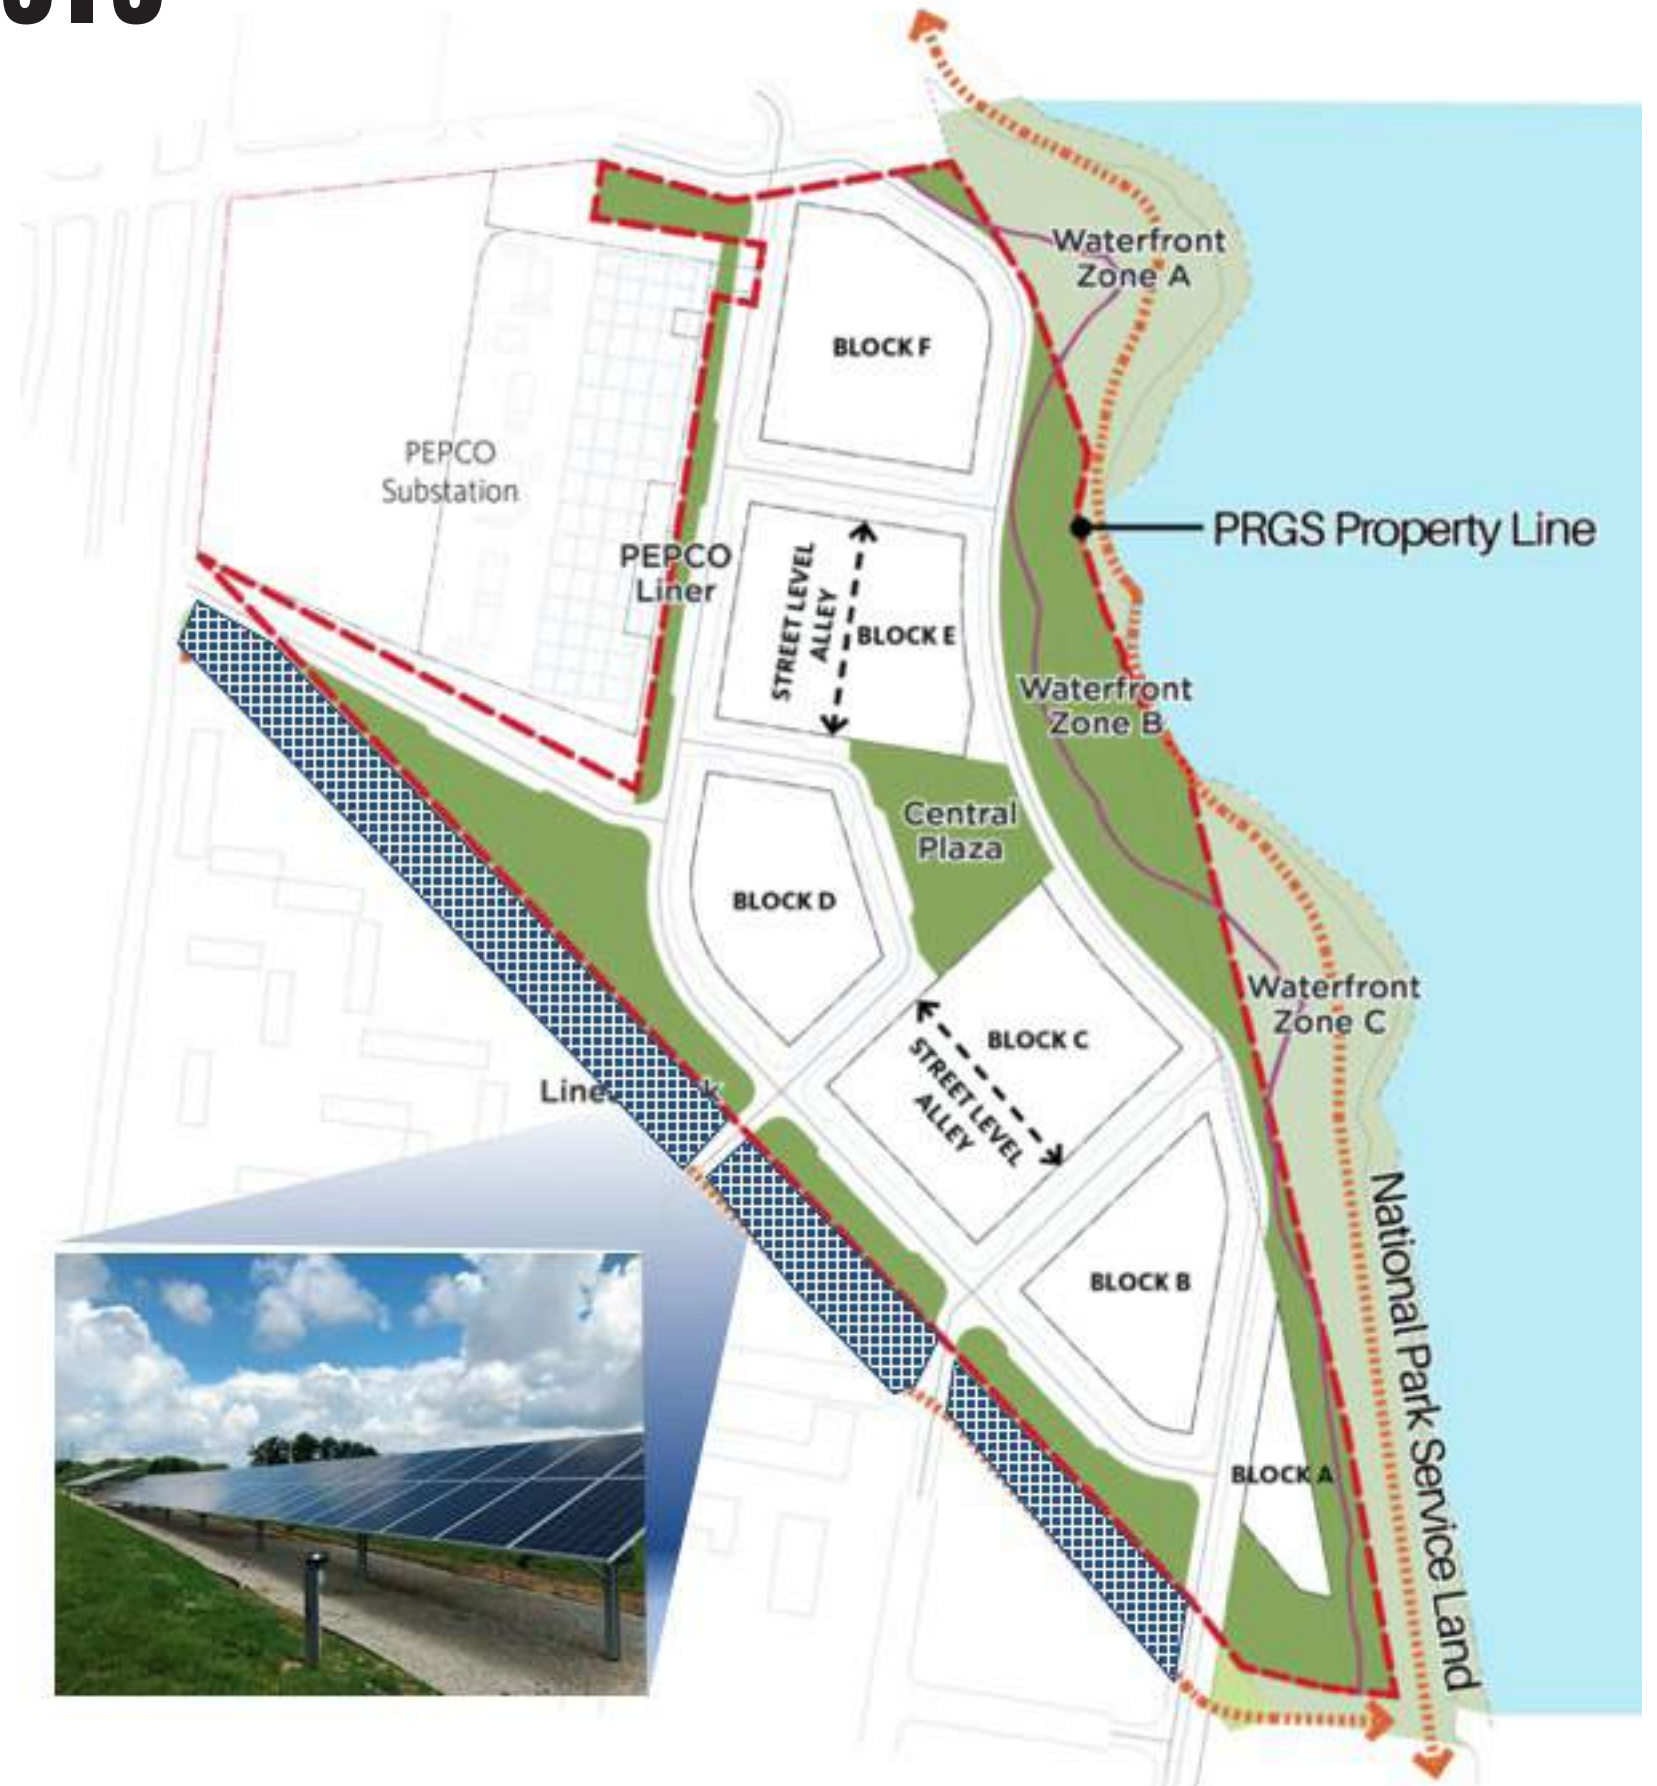 Waterfront
Zone A
BLOCK F
PEPCO
Substation
PRGS Property Line
PEPCO
Liner
STREET LEVEL
ALLEY
BLOCK E
Waterfront
Zone B
Central
Plaza
BLOCK D
Waterfront
Zone C
BLOCK C
STREET LEVEL
ALLEY
BLOCK B
National Park Service Land
BLOCK A